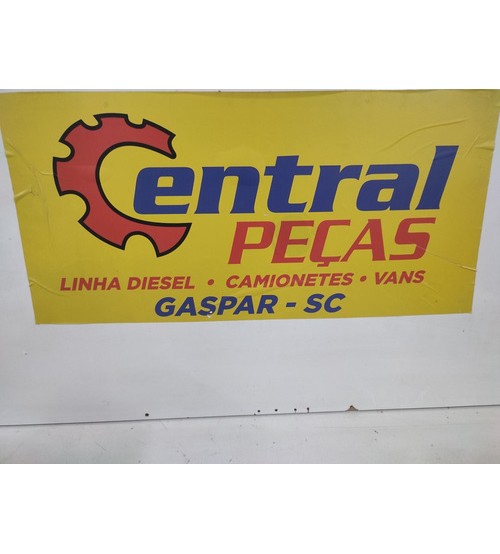 Central
PEÇAS
LINHA DIESEL • CAMIONETES • VANS
GASPAR - SC